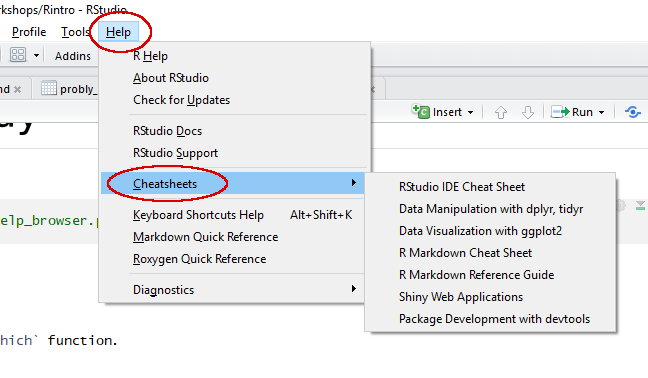 rkshops/Rintro - RStudio
Profile Tools Help
Addins
nd × probly_ ×
R Help
About RStudio
Check for Updates
Insert Run
RStudio Docs
RStudio Support
Cheatsheets
RStudio IDE Cheat Sheet
Data Manipulation with dplyr, tidyr
Data Visualization with ggplot2
R Markdown Cheat Sheet
R Markdown Reference Guide
Shiny Web Applications
Package Development with devtools
Keyboard Shortcuts Help Alt+Shift+K
Markdown Quick Reference
Roxygen Quick Reference
Diagnostics
elp_browser.p
hich` function.